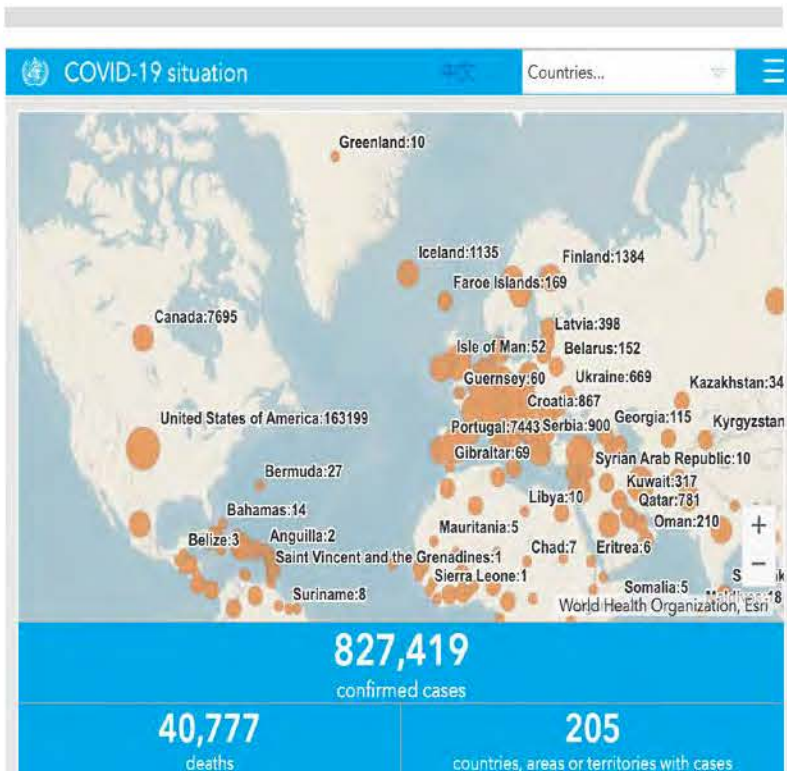 COVID-19 situation
中文
Countries...
Greenland:10
Iceland:1135
Finland:1384
Faroe Islands:169
Canada:7695
Latvia:398
Isle of Man:52
Belarus:152
Guernsey:60
Ukraine:669
Kazakhstan:34
Croatia:867
United States of America:163199
Portugal:7443
Serbia:900
Georgia:115
Kyrgyzstan
Gibraltar:69
Syrian Arab Republic:10
Bermuda:27
Kuwait:317
Libya:10
Qatar:781
Bahamas:14
Mauritania:5
Oman:210
Belize:3
Anguilla:2
Chad:7
Eritrea:6
Saint Vincent and the Grenadines:1
Sierra Leone:1
Suriname:8
Somalia:5
World Health Organization, Esri
827,419
confirmed cases
40,777
deaths
205
countries, areas or territories with cases